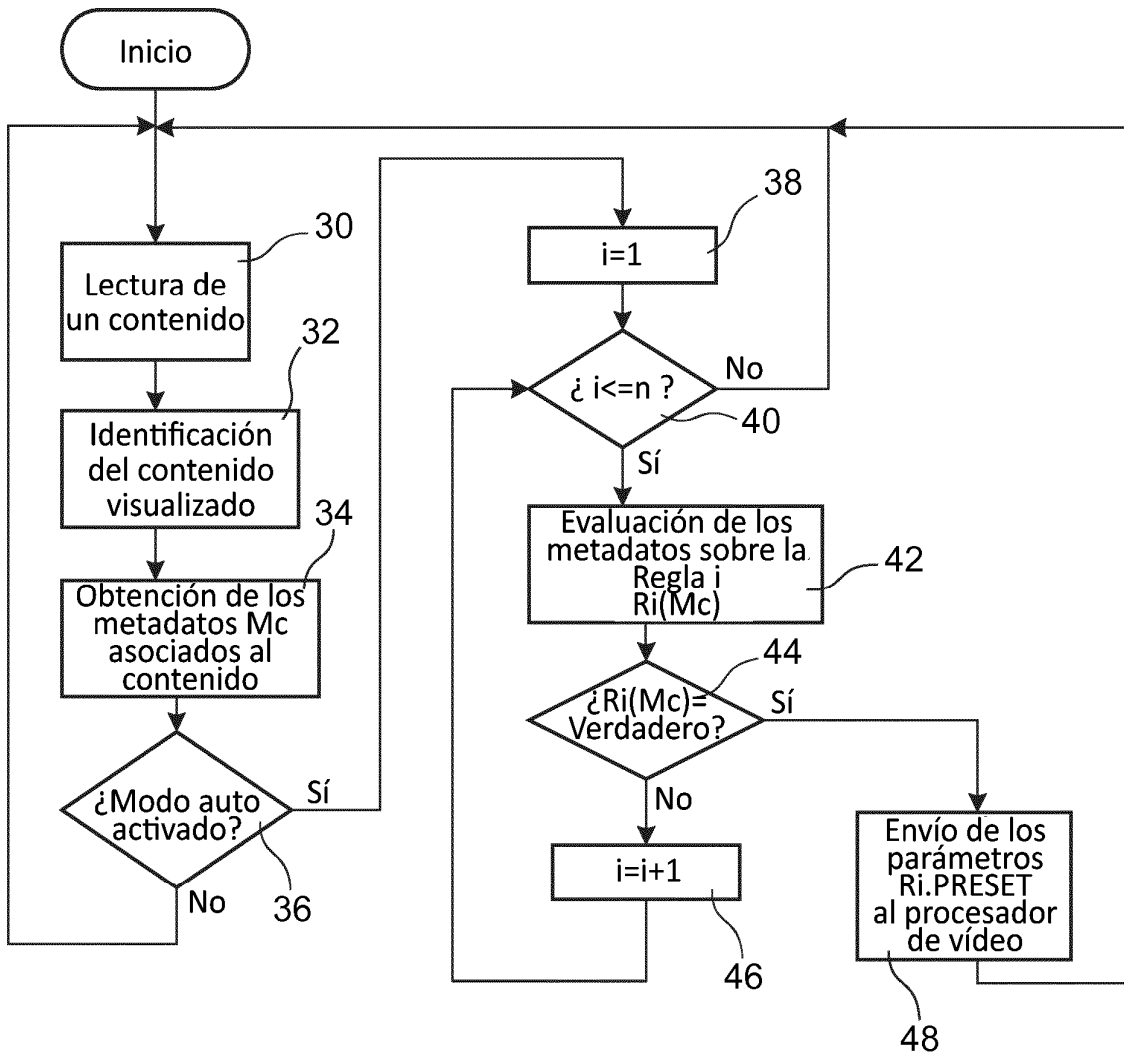 Inicio
30
Lectura de
un contenido
32
Identificación
del contenido
visualizado
34
Obtención de los
metadatos Mc
asociados al
contenido
¿Modo auto
activado?
Sí
No
36
38
i=1
¿ i<=n ?
No
40
Sí
Evaluación de los
metadatos sobre la
Regla i
Ri(Mc)
42
44
¿Ri(Mc)=
Verdadero?
Sí
No
i=i+1
46
Envío de los
parámetros
Ri.PRESET
al procesador
de vídeo
48